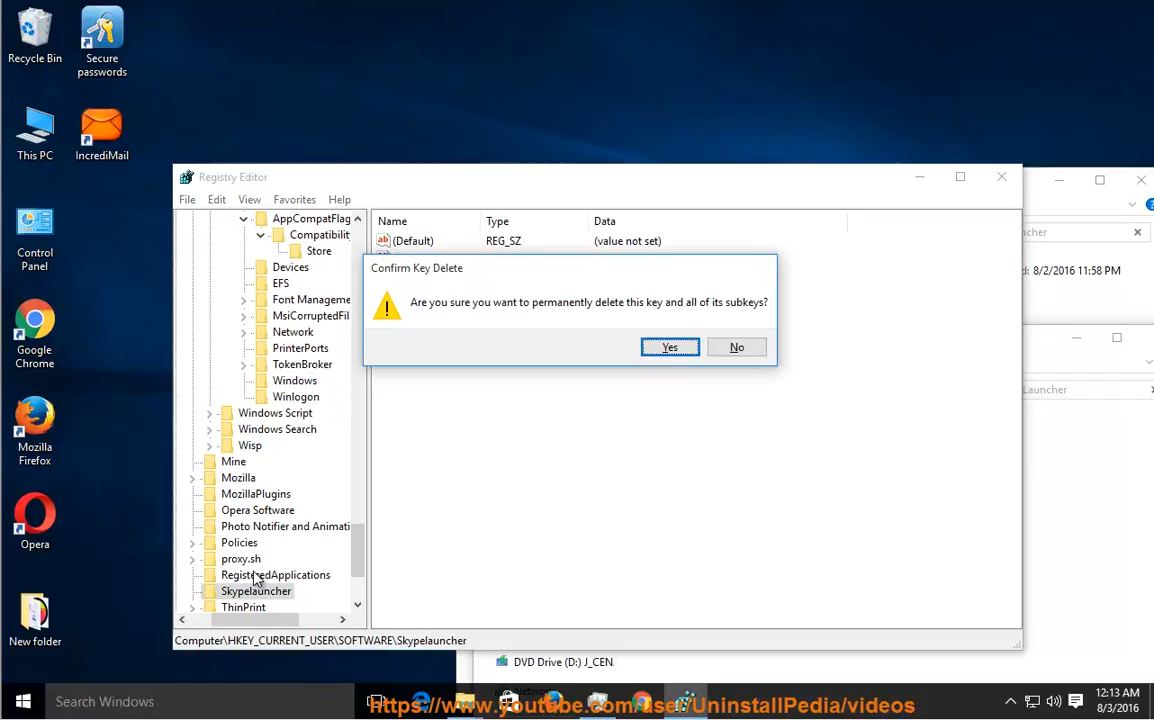 Recycle Bin
Secure
passwords
This PC
IncrediMail
Control
Panel
Google
Chrome
Mozilla
Firefox
Opera
New folder
Registry Editor
File Edit View Favorites Help
AppCompatFlag
Compatibilit
Store
Devices
EFS
Font Manageme
MsiCorruptedFil
Network
PrinterPorts
TokenBroker
Windows
Winlogon
Windows Script
Windows Search
Wisp
Mine
Mozilla
MozillaPlugins
Opera Software
Photo Notifier and Animati
Policies
proxy.sh
RegisteredApplications
Skypelauncher
ThinPrint
Name Type Data
(Default) REG_SZ (value not set)
Confirm Key Delete
Are you sure you want to permanently delete this key and all of its subkeys?
Yes No
Computer\HKEY_CURRENT_USER\SOFTWARE\Skypelauncher
ncher
d: 8/2/2016 11:58 PM
Launcher
DVD Drive (D:) J_CEN
Search Windows
https://www.youtube.com/user/UninstallPedia/videos
12:13 AM
8/3/2016